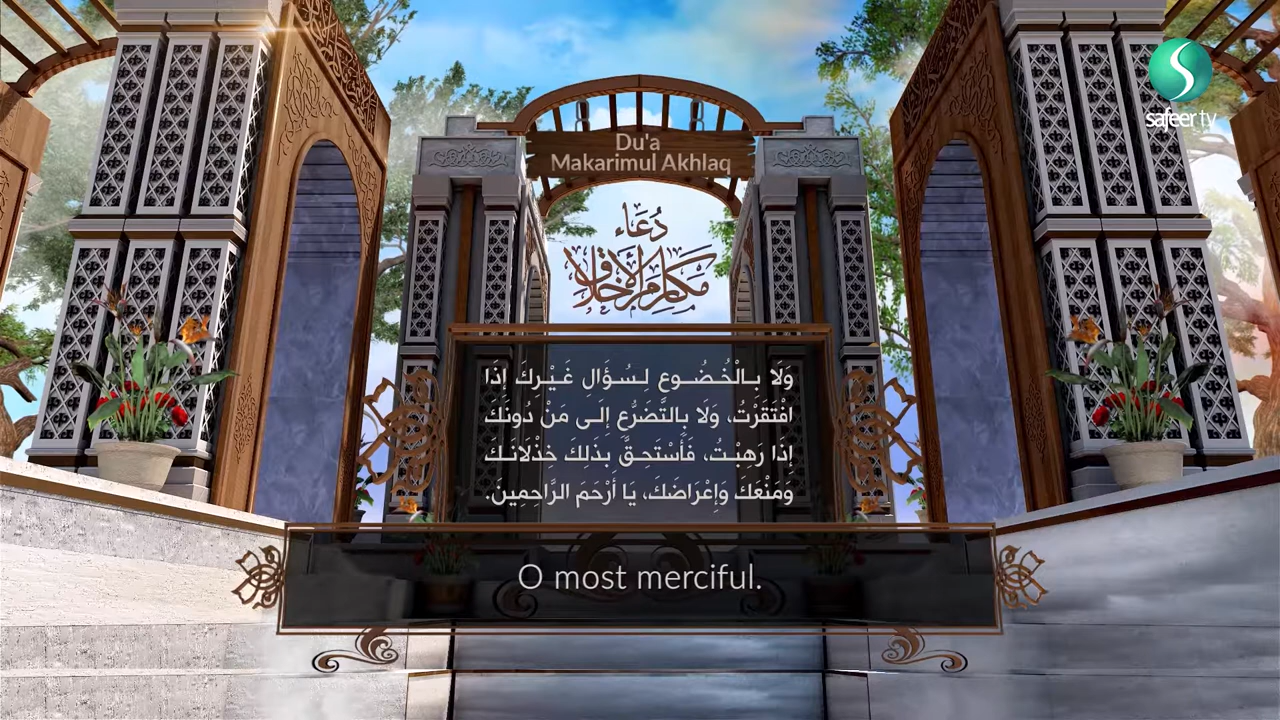 safeer tv
Du'a
Makarimul Akhlaq
دُعَاء
مَكَارِمِ الْأَخْلَاقِ
وَلَا بِالْخُضُوعِ لِسُؤَالِ غَيْرِكَ إِذَا
افْتَقَرْتُ، وَلَا بِالتَّضَرُّعِ إِلَى مَنْ دُونَكَ
إِذَا رَهِبْتُ، فَأَسْتَحِقَّ بِذَلِكَ خِذْلَانَكَ
وَمَنْعَكَ وَإِعْرَاضَكَ، يَا أَرْحَمَ الرَّاحِمِينَ.
O most merciful.